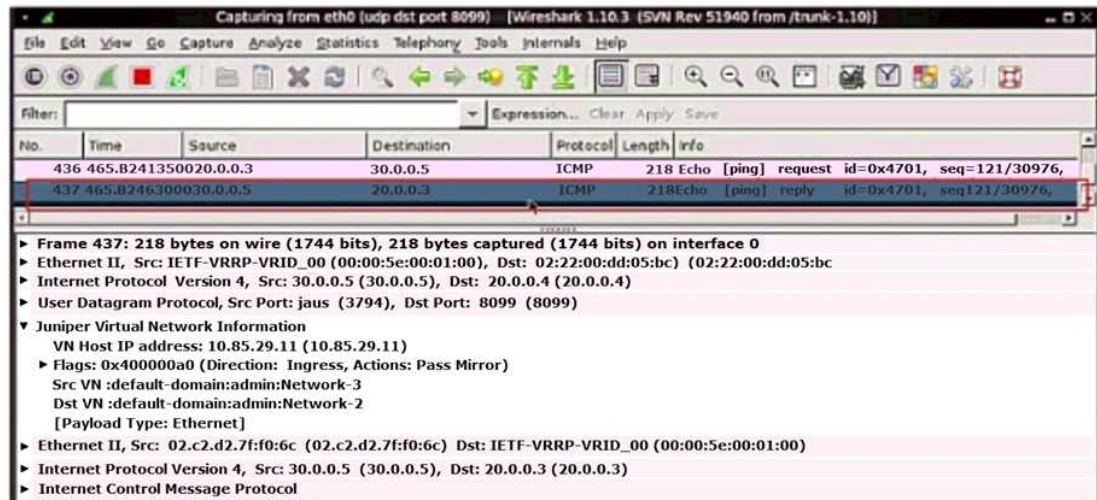 Capturing from eth0 (udp dst port 8099) [Wireshark 1.10.3 (SVN Rev 51940 from /trunk-1.10)]
File Edit View Go Capture Analyze Statistics Telephony Tools Internals Help
Filter: Expression... Clear Apply Save
No. Time Source Destination Protocol Length Info
436 465.B241350020.0.0.3 30.0.0.5 ICMP 218 Echo [ping] request id=0x4701, seq=121/30976,
437 465.B246300030.0.0.5 20.0.0.3 ICMP 218Echo [ping] reply id=0x4701, seq121/30976,
Frame 437: 218 bytes on wire (1744 bits), 218 bytes captured (1744 bits) on interface 0
Ethernet II, Src: IETF-VRRP-VRID_00 (00:00:5e:00:01:00), Dst: 02:22:00:dd:05:bc) (02:22:00:dd:05:bc
Internet Protocol Version 4, Src: 30.0.0.5 (30.0.0.5), Dst: 20.0.0.4 (20.0.0.4)
User Datagram Protocol, Src Port: jaus (3794), Dst Port: 8099 (8099)
Juniper Virtual Network Information
VN Host IP address: 10.85.29.11 (10.85.29.11)
Flags: 0x400000a0 (Direction: Ingress, Actions: Pass Mirror)
Src VN :default-domain:admin:Network-3
Dst VN :default-domain:admin:Network-2
[Payload Type: Ethernet]
Ethernet II, Src: 02.c2.d2.7f:f0:6c (02.c2.d2.7f:f0:6c) Dst: IETF-VRRP-VRID_00 (00:00:5e:00:01:00)
Internet Protocol Version 4, Src: 30.0.0.5 (30.0.0.5), Dst: 20.0.0.3 (20.0.0.3)
Internet Control Message Protocol